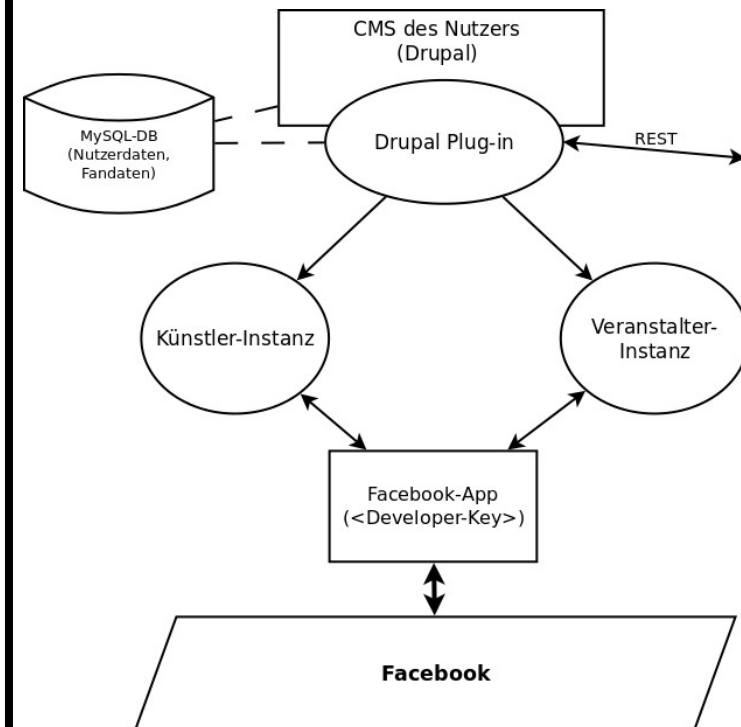 CMS des Nutzers
(Drupal)
MySQL-DB
(Nutzerdaten,
Fandaten)
Drupal Plug-in
REST
Künstler-Instanz
Veranstalter-
Instanz
Facebook-App
(<Developer-Key>)
Facebook